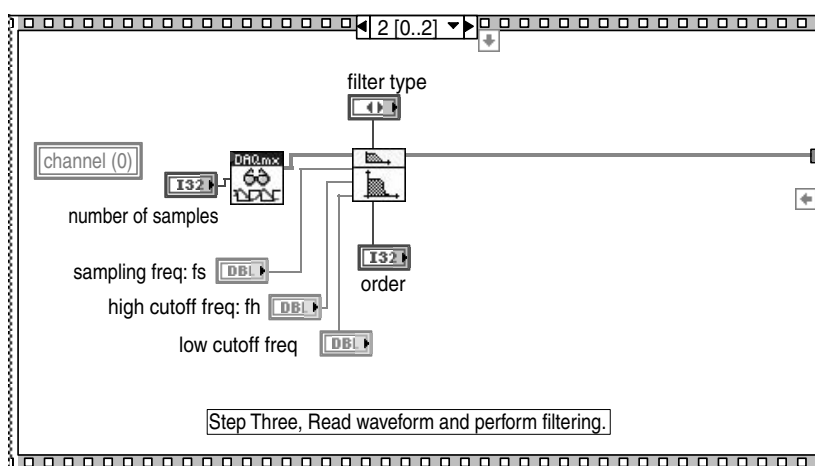 2 [0..2]
filter type
channel (0)
DAQmx
I32
number of samples
I32
order
sampling freq: fs DBL
high cutoff freq: fh DBL
low cutoff freq DBL
Step Three, Read waveform and perform filtering.